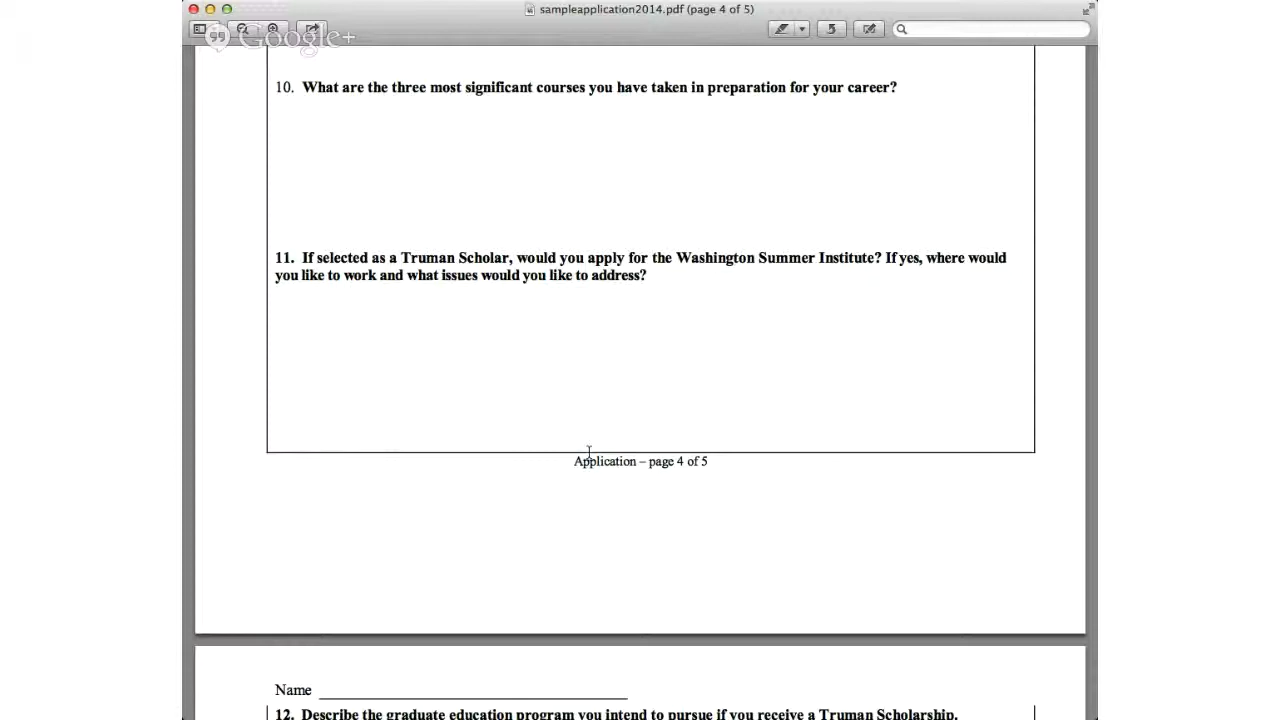 sampleapplication2014.pdf (page 4 of 5)
Google+
10. What are the three most significant courses you have taken in preparation for your career?
11. If selected as a Truman Scholar, would you apply for the Washington Summer Institute? If yes, where would
you like to work and what issues would you like to address?
Application – page 4 of 5
Name
12. Describe the graduate education program you intend to pursue if you receive a Truman Scholarship.